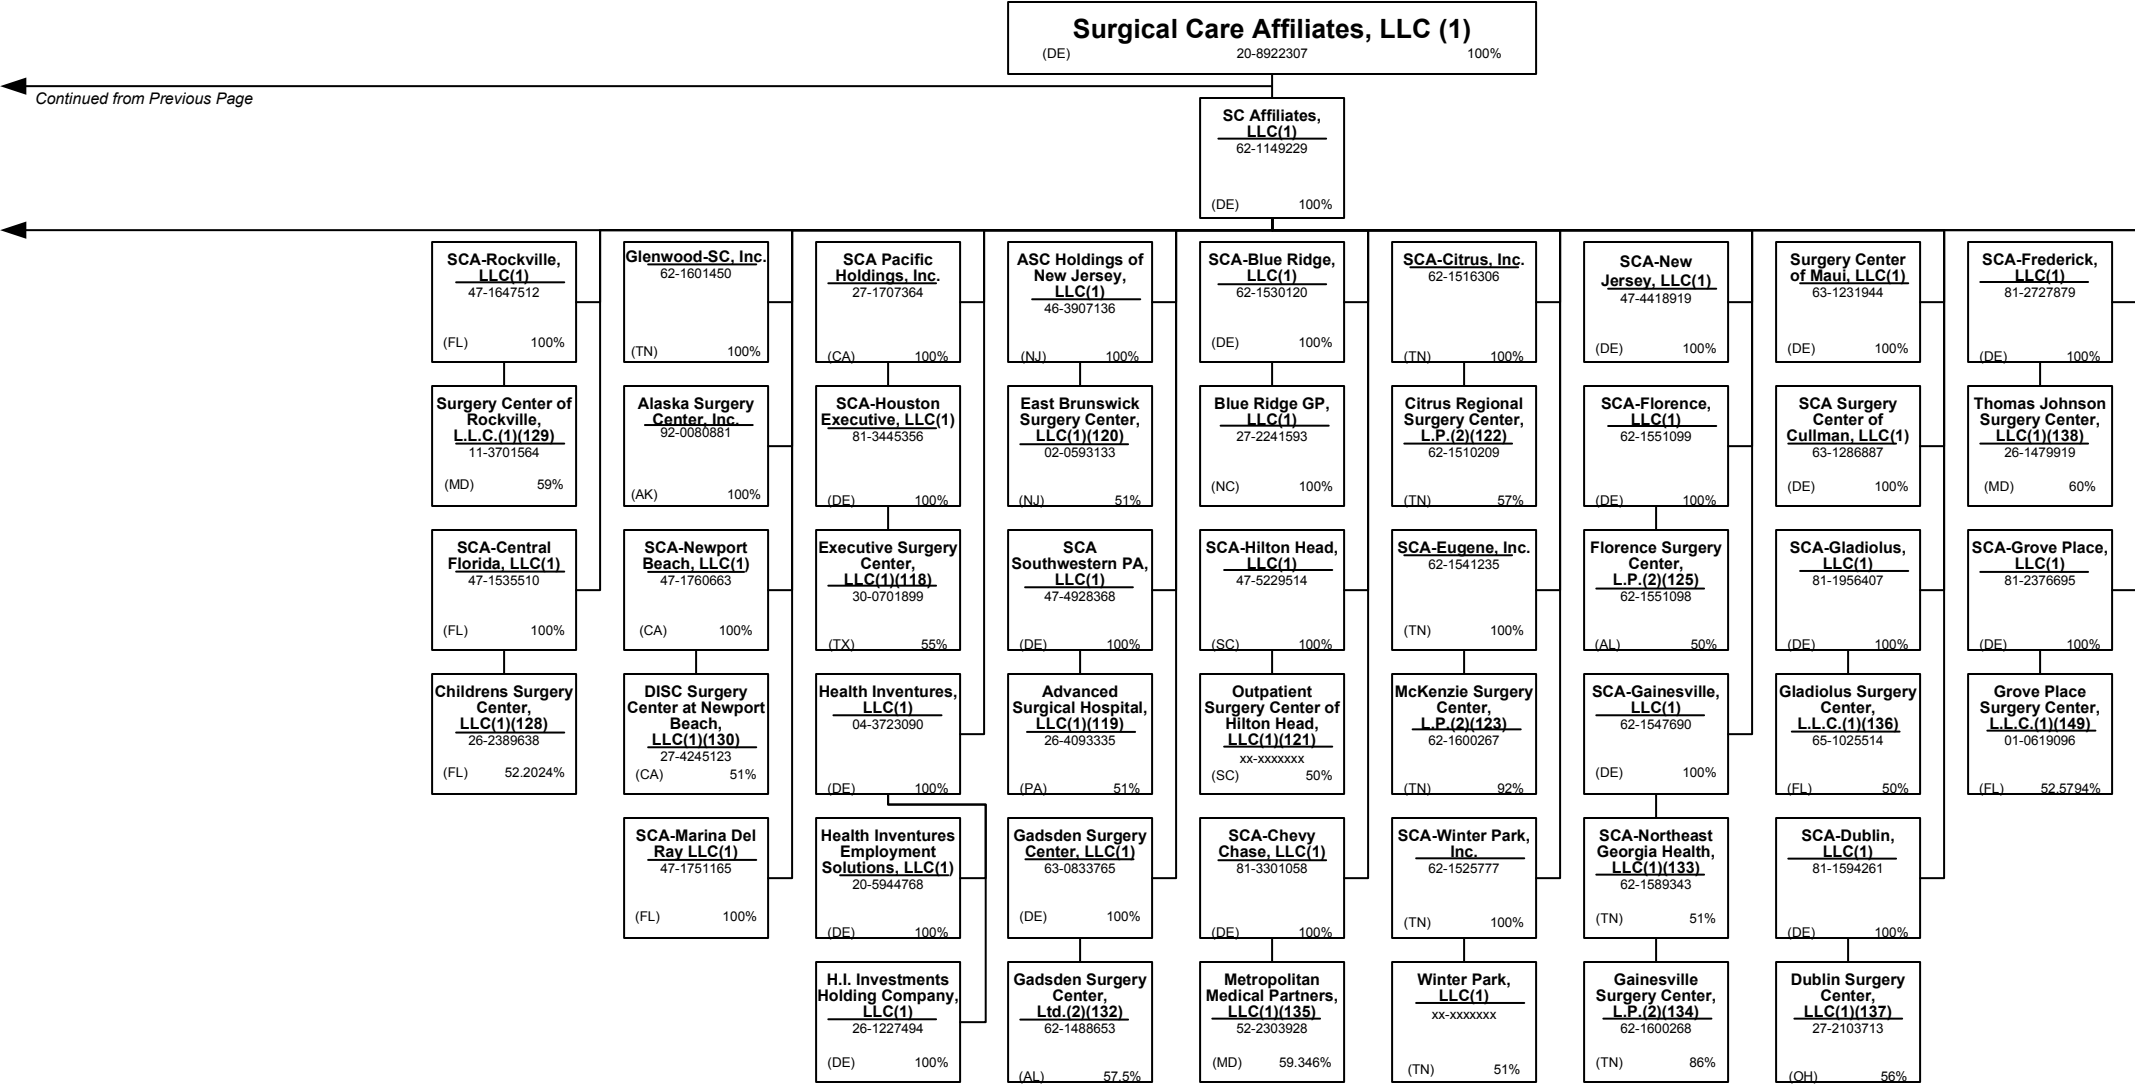 Surgical Care Affiliates, LLC (1)
(DE) 20-8922307 100%
Continued from Previous Page
SC Affiliates,
LLC(1)
62-1149229
(DE) 100%
SCA-Rockville,
LLC(1)
47-1647512
(FL) 100%
Glenwood-SC, Inc.
62-1601450
(TN) 100%
SCA Pacific
Holdings, Inc.
27-1707364
(CA) 100%
ASC Holdings of
New Jersey,
LLC(1)
46-3907136
(NJ) 100%
SCA-Blue Ridge,
LLC(1)
62-1530120
(DE) 100%
SCA-Citrus, Inc.
62-1516306
(TN) 100%
SCA-New
Jersey, LLC(1)
47-4418919
(DE) 100%
Surgery Center
of Maui, LLC(1)
63-1231944
(DE) 100%
SCA-Frederick,
LLC(1)
81-2727879
(DE) 100%
Surgery Center of
Rockville,
L.L.C.(1)(129)
11-3701564
(MD) 59%
Alaska Surgery
Center, Inc.
92-0080881
(AK) 100%
SCA-Houston
Executive, LLC(1)
81-3445356
(DE) 100%
East Brunswick
Surgery Center,
LLC(1)(120)
02-0593133
(NJ) 51%
Blue Ridge GP,
LLC(1)
27-2241593
(NC) 100%
Citrus Regional
Surgery Center,
L.P.(2)(122)
62-1510209
(TN) 57%
SCA-Florence,
LLC(1)
62-1551099
(DE) 100%
SCA Surgery
Center of
Cullman, LLC(1)
63-1286887
(DE) 100%
Thomas Johnson
Surgery Center,
LLC(1)(138)
26-1479919
(MD) 60%
SCA-Central
Florida, LLC(1)
47-1535510
(FL) 100%
SCA-Newport
Beach, LLC(1)
47-1760663
(CA) 100%
Executive Surgery
Center,
LLC(1)(118)
30-0701899
(TX) 55%
SCA
Southwestern PA,
LLC(1)
47-4928368
(DE) 100%
SCA-Hilton Head,
LLC(1)
47-5229514
(SC) 100%
SCA-Eugene, Inc.
62-1541235
(TN) 100%
Florence Surgery
Center,
L.P.(2)(125)
62-1551098
(AL) 50%
SCA-Gladiolus,
LLC(1)
81-1956407
(DE) 100%
SCA-Grove Place,
LLC(1)
81-2376695
(DE) 100%
Childrens Surgery
Center,
LLC(1)(128)
26-2389638
(FL) 52.2024%
DISC Surgery
Center at Newport
Beach,
LLC(1)(130)
27-4245123
(CA) 51%
Health Inventures,
LLC(1)
04-3723090
(DE) 100%
Advanced
Surgical Hospital,
LLC(1)(119)
26-4093335
(PA) 51%
Outpatient
Surgery Center of
Hilton Head,
LLC(1)(121)
xx-xxxxxxx
(SC) 50%
McKenzie Surgery
Center,
L.P.(2)(123)
62-1600267
(TN) 92%
SCA-Gainesville,
LLC(1)
62-1547690
(DE) 100%
Gladiolus Surgery
Center,
L.L.C.(1)(136)
65-1025514
(FL) 50%
Grove Place
Surgery Center,
L.L.C.(1)(149)
01-0619096
(FL) 52.5794%
SCA-Marina Del
Ray LLC(1)
47-1751165
(FL) 100%
Health Inventures
Employment
Solutions, LLC(1)
20-5944768
(DE) 100%
Gadsden Surgery
Center, LLC(1)
63-0833765
(DE) 100%
SCA-Chevy
Chase, LLC(1)
81-3301058
(DE) 100%
SCA-Winter Park,
Inc.
62-1525777
(TN) 100%
SCA-Northeast
Georgia Health,
LLC(1)(133)
62-1589343
(TN) 51%
SCA-Dublin,
LLC(1)
81-1594261
(DE) 100%
H.I. Investments
Holding Company,
LLC(1)
26-1227494
(DE) 100%
Gadsden Surgery
Center,
Ltd.(2)(132)
62-1488653
(AL) 57.5%
Metropolitan
Medical Partners,
LLC(1)(135)
52-2303928
(MD) 59.346%
Winter Park,
LLC(1)
xx-xxxxxxx
(TN) 51%
Gainesville
Surgery Center,
L.P.(2)(134)
62-1600268
(TN) 86%
Dublin Surgery
Center,
LLC(1)(137)
27-2103713
(OH) 56%